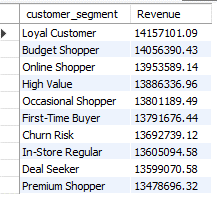 customer_segment Revenue
Loyal Customer 14157101.09
Budget Shopper 14056390.43
Online Shopper 13953589.14
High Value 13886336.96
Occasional Shopper 13801189.49
First-Time Buyer 13791676.44
Churn Risk 13692739.12
In-Store Regular 13605094.58
Deal Seeker 13599070.58
Premium Shopper 13478696.32